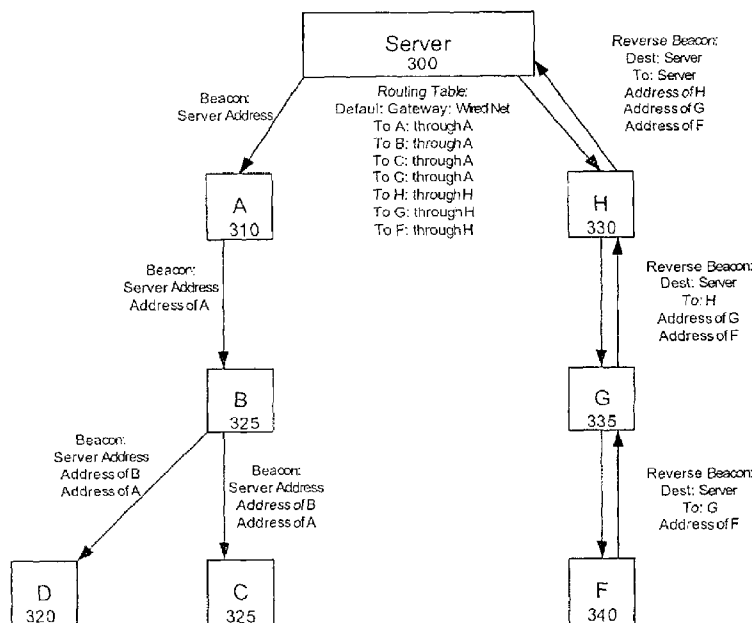 Server
300
Reverse Beacon:
Dest: Server
To: Server
Address of H
Address of G
Address of F
Beacon:
Server Address
Routing Table:
Default: Gateway: Wired Net
To A: through A
To B: through A
To C: through A
To G: through A
To H: through H
To G: through H
To F: through H
A
310
H
330
Beacon:
Server Address
Address of A
Reverse Beacon:
Dest: Server
To: H
Address of G
Address of F
B
325
G
335
Beacon:
Server Address
Address of B
Address of A
Beacon:
Server Address
Address of B
Address of A
Reverse Beacon:
Dest: Server
To: G
Address of F
D
320
C
325
F
340